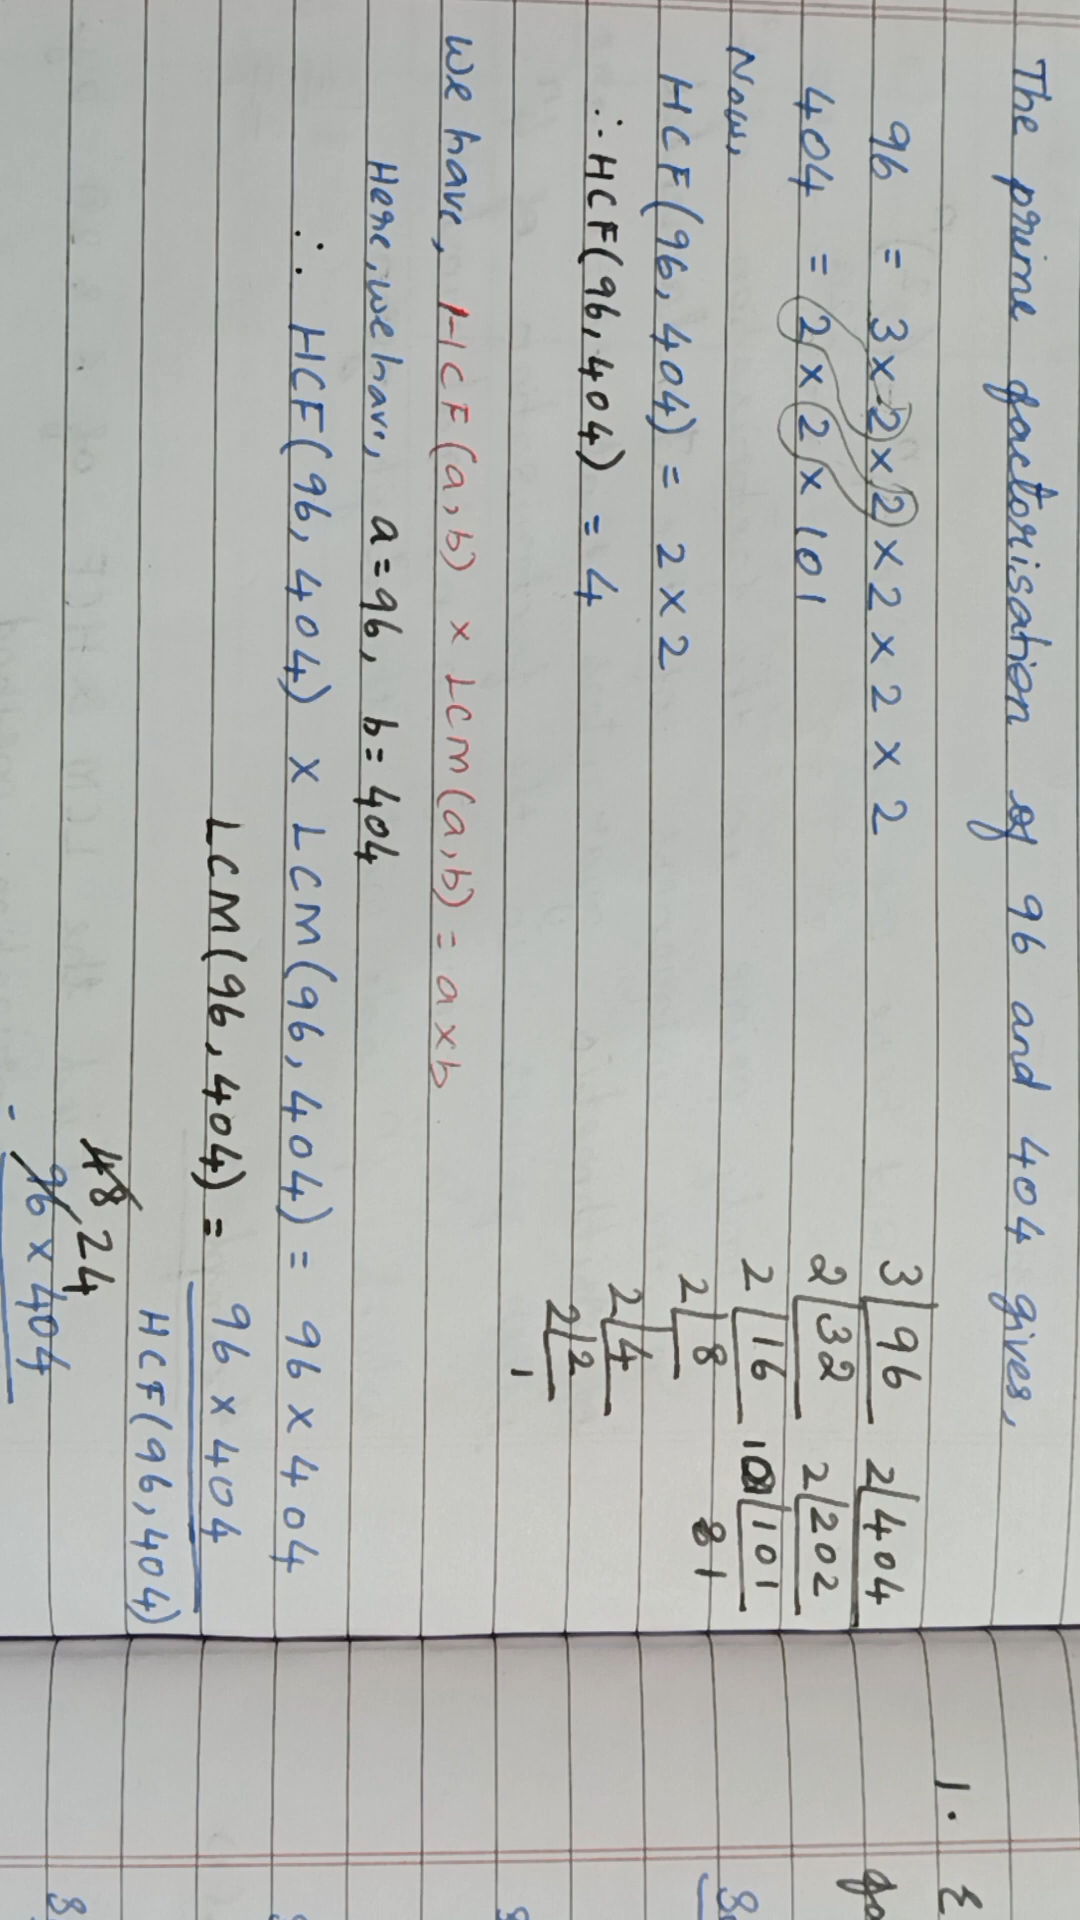 The prime factorisation of 96 and 404 gives,
96 = 3 x 2 x 2 x 2 x 2 x 2
404 = 2 x 2 x 101
3 96
2 32
2 16
2 8
2 4
2 2
1
2 404
2 202
101 101
1
Now,
HCF(96, 404) = 2 x 2
∴ HCF(96, 404) = 4
We have, HCF(a, b) x LCM(a, b) = a x b
Here, we hav, a = 96, b = 404
∴ HCF(96, 404) x LCM(96, 404) = 96 x 404
LCM(96, 404) = 96 x 404
HCF(96, 404)
48 24
= 96 x 404
1.